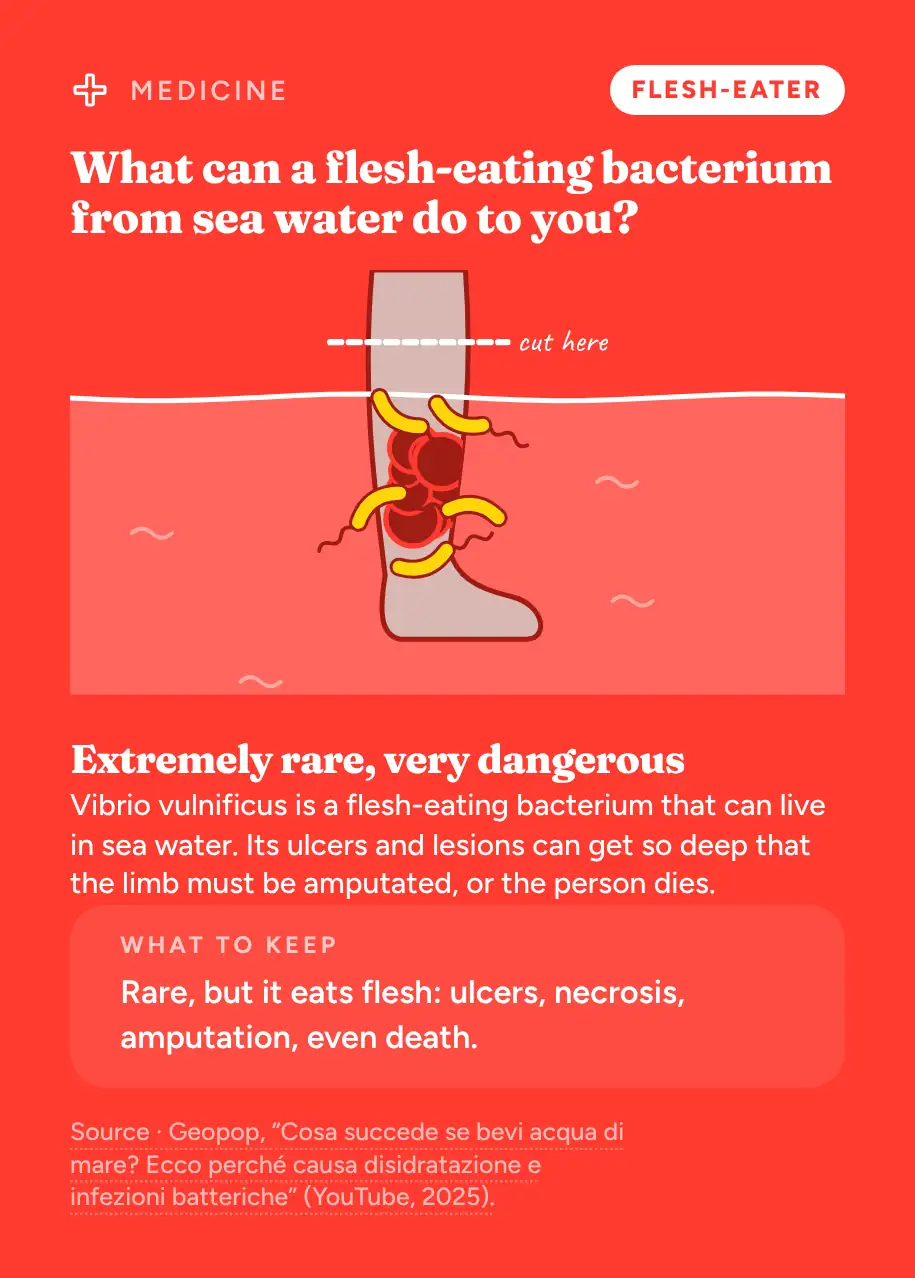 MEDICINE
FLESH-EATER
What can a flesh-eating bacterium
from sea water do to you?
cut here
Extremely rare, very dangerous
Vibrio vulnificus is a flesh-eating bacterium that can live
in sea water. Its ulcers and lesions can get so deep that
the limb must be amputated, or the person dies.
WHAT TO KEEP
Rare, but it eats flesh: ulcers, necrosis,
amputation, even death.
Source · Geopop, “Cosa succede se bevi acqua di
mare? Ecco perché causa disidratazione e
infezioni batteriche” (YouTube, 2025).